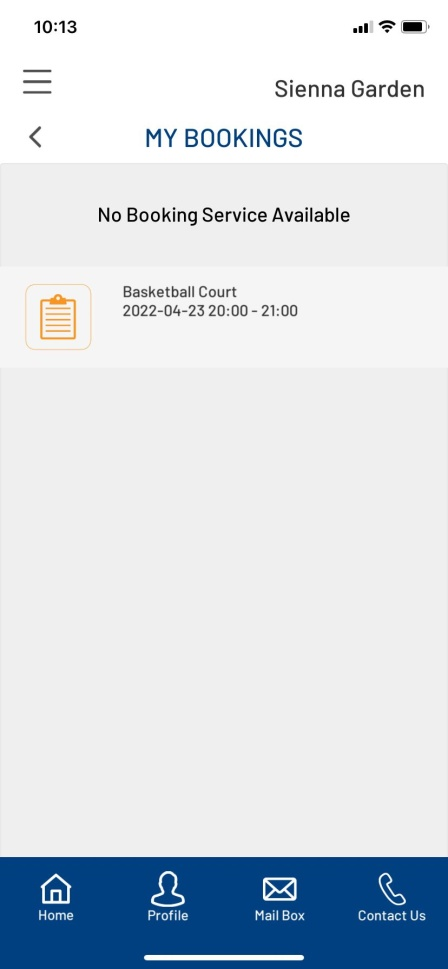 10:13
Sienna Garden
MY BOOKINGS
No Booking Service Available
Basketball Court
2022-04-23 20:00 - 21:00
Home
Profile
Mail Box
Contact Us